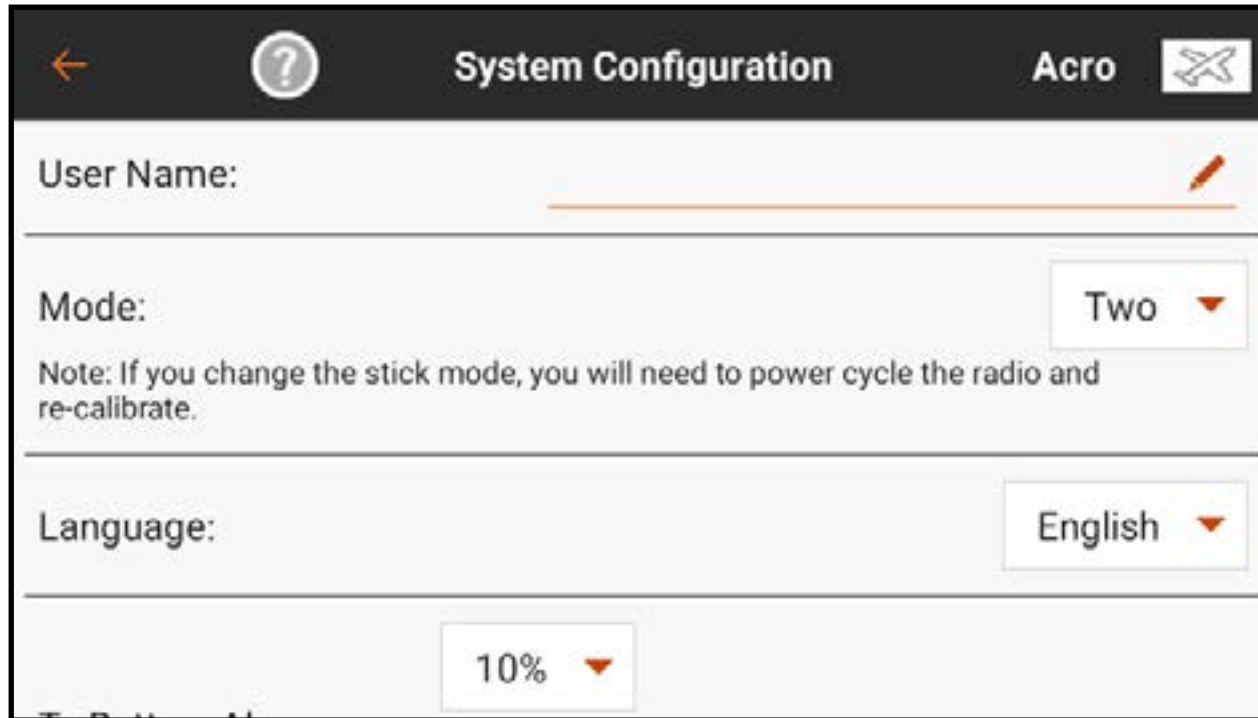 System Configuration Acro
User Name:
Mode: Two
Note: If you change the stick mode, you will need to power cycle the radio and
re-calibrate.
Language: English
10%